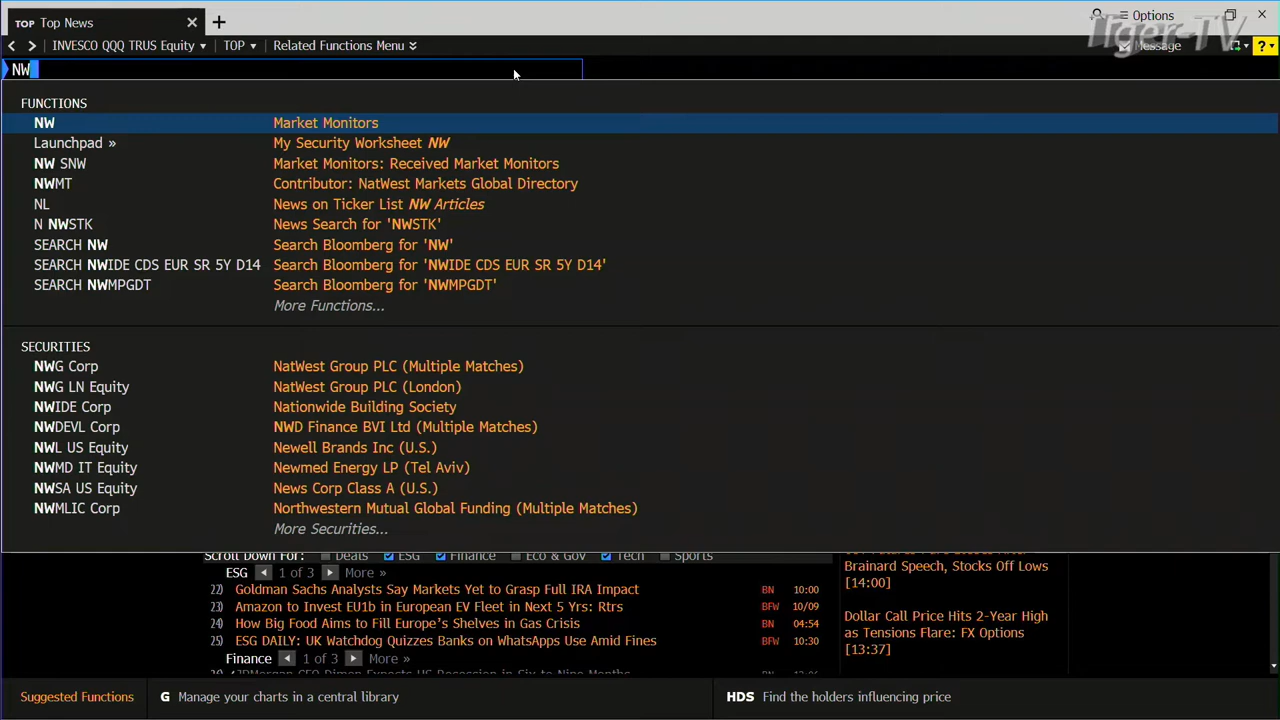 TOP Top News × +
Options
Tiger-TV
INVESCO QQQ TRUS Equity TOP Related Functions Menu
Message ?
NW
FUNCTIONS
NW Market Monitors
Launchpad » My Security Worksheet NW
NW SNW Market Monitors: Received Market Monitors
NWMT Contributor: NatWest Markets Global Directory
NL News on Ticker List NW Articles
N NWSTK News Search for 'NWSTK'
SEARCH NW Search Bloomberg for 'NW'
SEARCH NWIDE CDS EUR SR 5Y D14 Search Bloomberg for 'NWIDE CDS EUR SR 5Y D14'
SEARCH NWMPGDT Search Bloomberg for 'NWMPGDT'
More Functions...
SECURITIES
NWG Corp NatWest Group PLC (Multiple Matches)
NWG LN Equity NatWest Group PLC (London)
NWIDE Corp Nationwide Building Society
NWDEVL Corp NWD Finance BVI Ltd (Multiple Matches)
NWL US Equity Newell Brands Inc (U.S.)
NWMD IT Equity Newmed Energy LP (Tel Aviv)
NWSA US Equity News Corp Class A (U.S.)
NWMLIC Corp Northwestern Mutual Global Funding (Multiple Matches)
More Securities...
Scroll Down For: Deals ESG Finance Eco & Gov Tech Sports
ESG 1 of 3 More »
22) Goldman Sachs Analysts Say Markets Yet to Grasp Full IRA Impact BN 10:00
23) Amazon to Invest EU1b in European EV Fleet in Next 5 Yrs: Rtrs BFW 10/09
24) How Big Food Aims to Fill Europe's Shelves in Gas Crisis BN 04:54
25) ESG DAILY: UK Watchdog Quizzes Banks on WhatsApps Use Amid Fines BFW 10:30
Finance 1 of 3 More »
Brainard Speech, Stocks Off Lows
[14:00]
Dollar Call Price Hits 2-Year High
as Tensions Flare: FX Options
[13:37]
Suggested Functions G Manage your charts in a central library HDS Find the holders influencing price